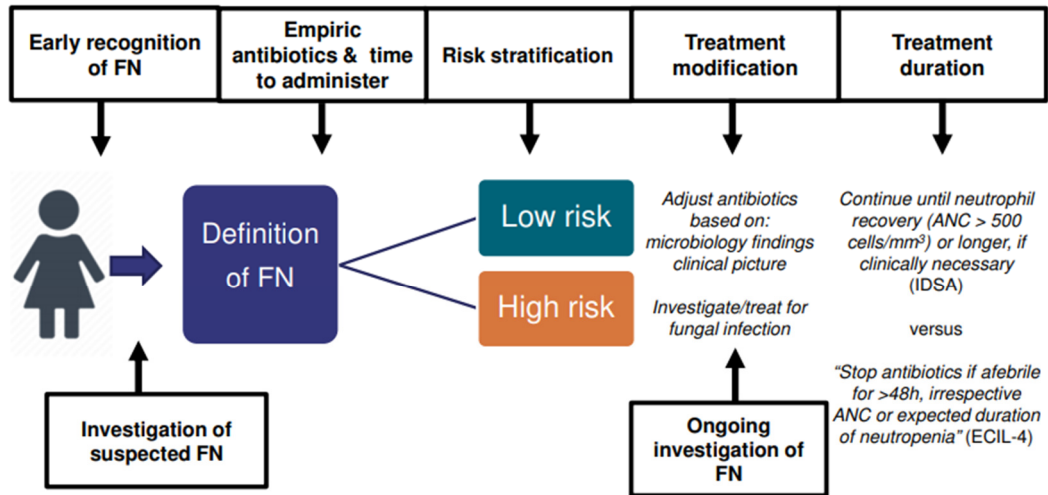 Early recognition
of FN
Empiric
antibiotics & time
to administer
Risk stratification
Treatment
modification
Treatment
duration
Definition
of FN
Low risk
High risk
Adjust antibiotics
based on:
microbiology findings
clinical picture
Investigate/treat for
fungal infection
Continue until neutrophil
recovery (ANC > 500
cells/mm³) or longer, if
clinically necessary
(IDSA)
versus
“Stop antibiotics if afebrile
for >48h, irrespective
ANC or expected duration
of neutropenia” (ECIL-4)
Investigation of
suspected FN
Ongoing
investigation of
FN